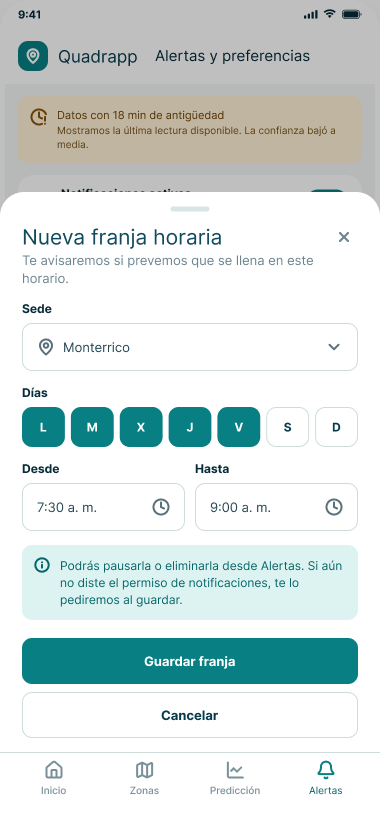 9:41
Quadrapp Alertas y preferencias
Datos con 18 min de antigüedad
Mostramos la última lectura disponible. La confianza bajó a
media.
Notificaciones activas
Nueva franja horaria
Te avisaremos si prevemos que se llena en este
horario.
Sede
Monterrico
Días
L M X J V S D
Desde Hasta
7:30 a. m. 9:00 a. m.
Podrás pausarla o eliminarla desde Alertas. Si aún
no diste el permiso de notificaciones, te lo
pediremos al guardar.
Guardar franja
Cancelar
Inicio Zonas Predicción Alertas